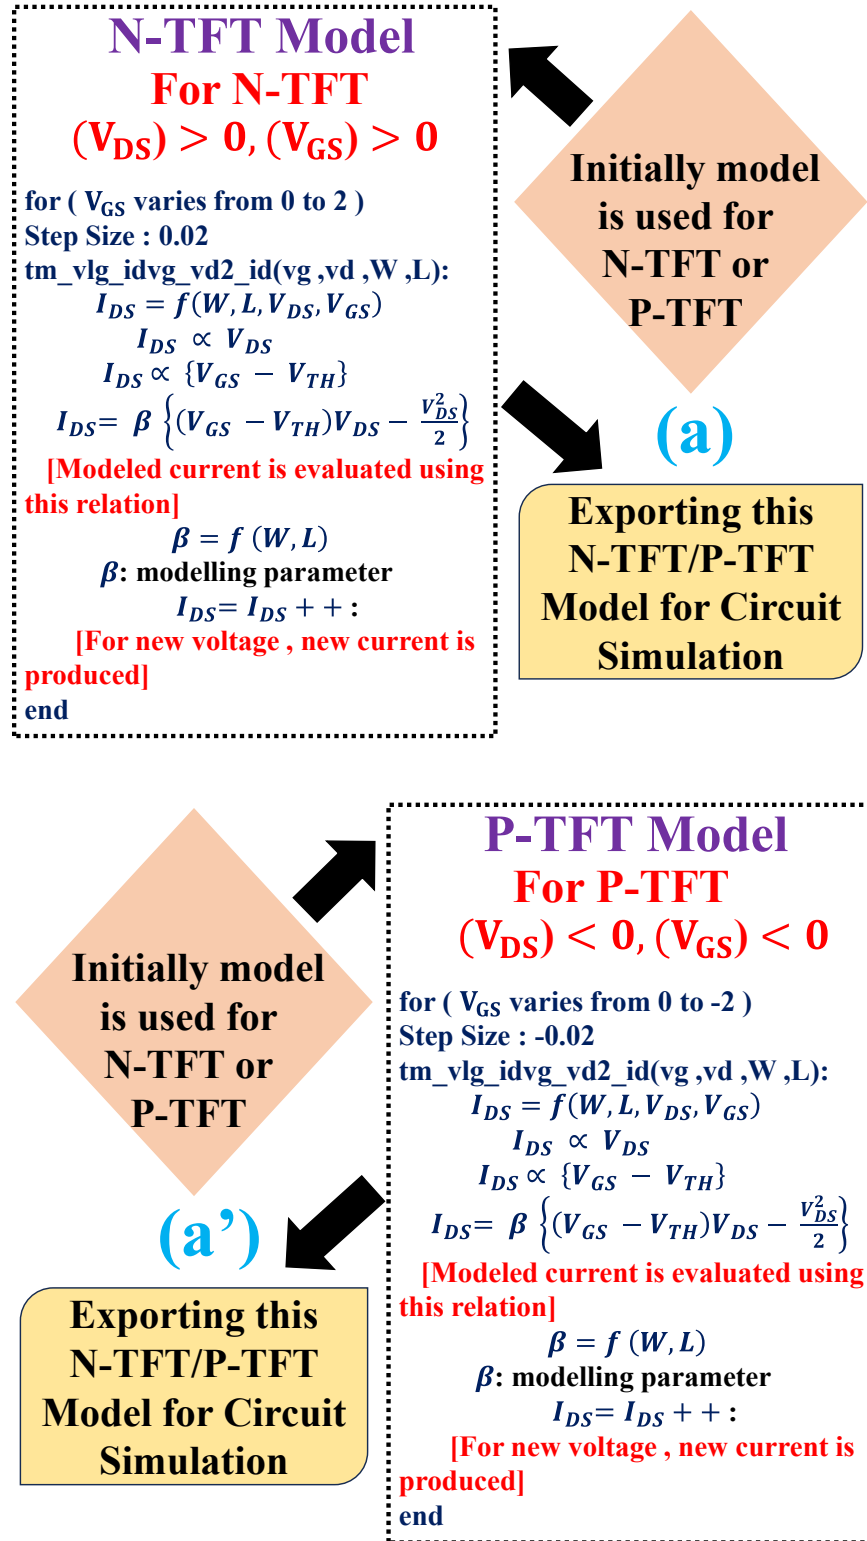 N-TFT Model
For N-TFT
(V_DS) > 0, (V_GS) > 0
for ( V_GS varies from 0 to 2 )
Step Size : 0.02
tm_vlg_idvg_vd2_id(vg ,vd ,W ,L):
I_DS = f(W, L, V_DS, V_GS)
I_DS ∝ V_DS
I_DS ∝ {V_GS − V_TH}
I_DS= β {(V_GS − V_TH)V_DS − V_DS^2/2}
[Modeled current is evaluated using
this relation]
β = f (W, L)
β: modelling parameter
I_DS= I_DS + + :
[For new voltage , new current is
produced]
end
Initially model
is used for
N-TFT or
P-TFT
(a)
Exporting this
N-TFT/P-TFT
Model for Circuit
Simulation
Initially model
is used for
N-TFT or
P-TFT
(a’)
Exporting this
N-TFT/P-TFT
Model for Circuit
Simulation
P-TFT Model
For P-TFT
(V_DS) < 0, (V_GS) < 0
for ( V_GS varies from 0 to -2 )
Step Size : -0.02
tm_vlg_idvg_vd2_id(vg ,vd ,W ,L):
I_DS = f(W, L, V_DS, V_GS)
I_DS ∝ V_DS
I_DS ∝ {V_GS − V_TH}
I_DS= β {(V_GS − V_TH)V_DS − V_DS^2/2}
[Modeled current is evaluated using
this relation]
β = f (W, L)
β: modelling parameter
I_DS= I_DS + + :
[For new voltage , new current is
produced]
end